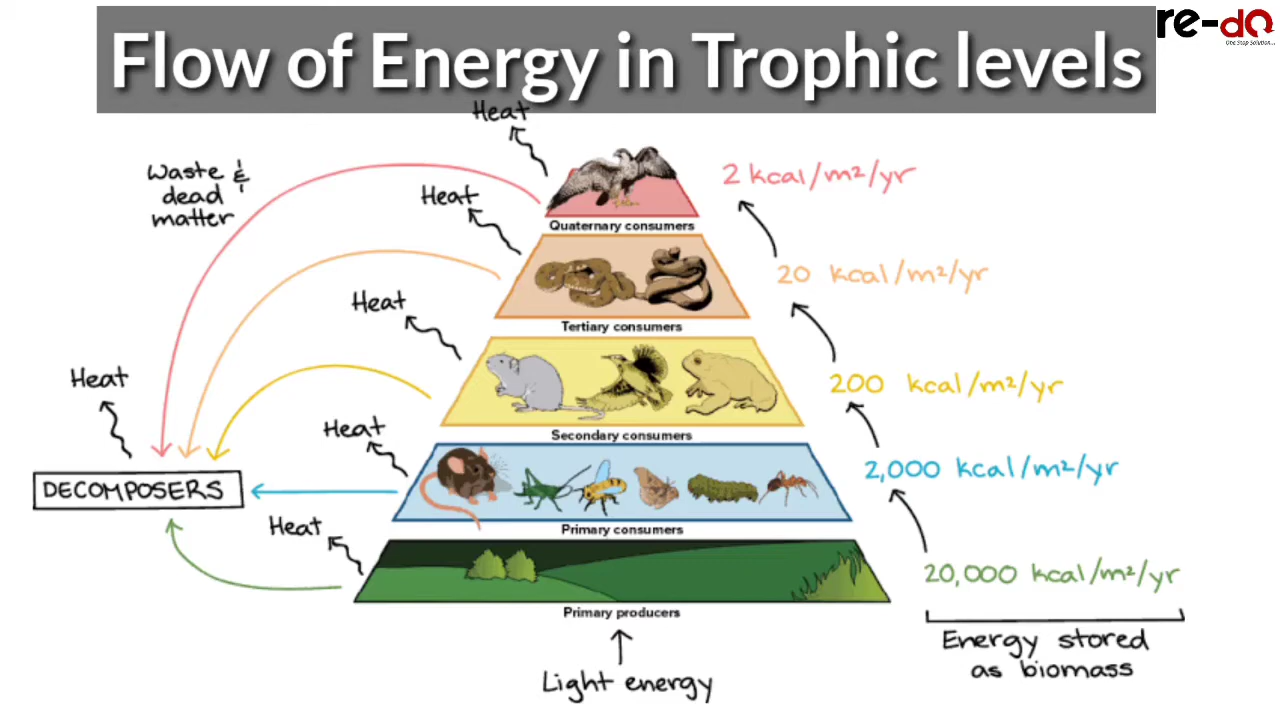 re-do
One Stop Solution...
Flow of Energy in Trophic levels
Heat
Waste &
dead
matter
2 kcal/m²/yr
Quaternary consumers
Heat
20 kcal/m²/yr
Tertiary consumers
Heat
200 kcal/m²/yr
Secondary consumers
Heat
Heat
2,000 kcal/m²/yr
DECOMPOSERS
Primary consumers
Heat
20,000 kcal/m²/yr
Primary producers
Energy stored
as biomass
Light energy